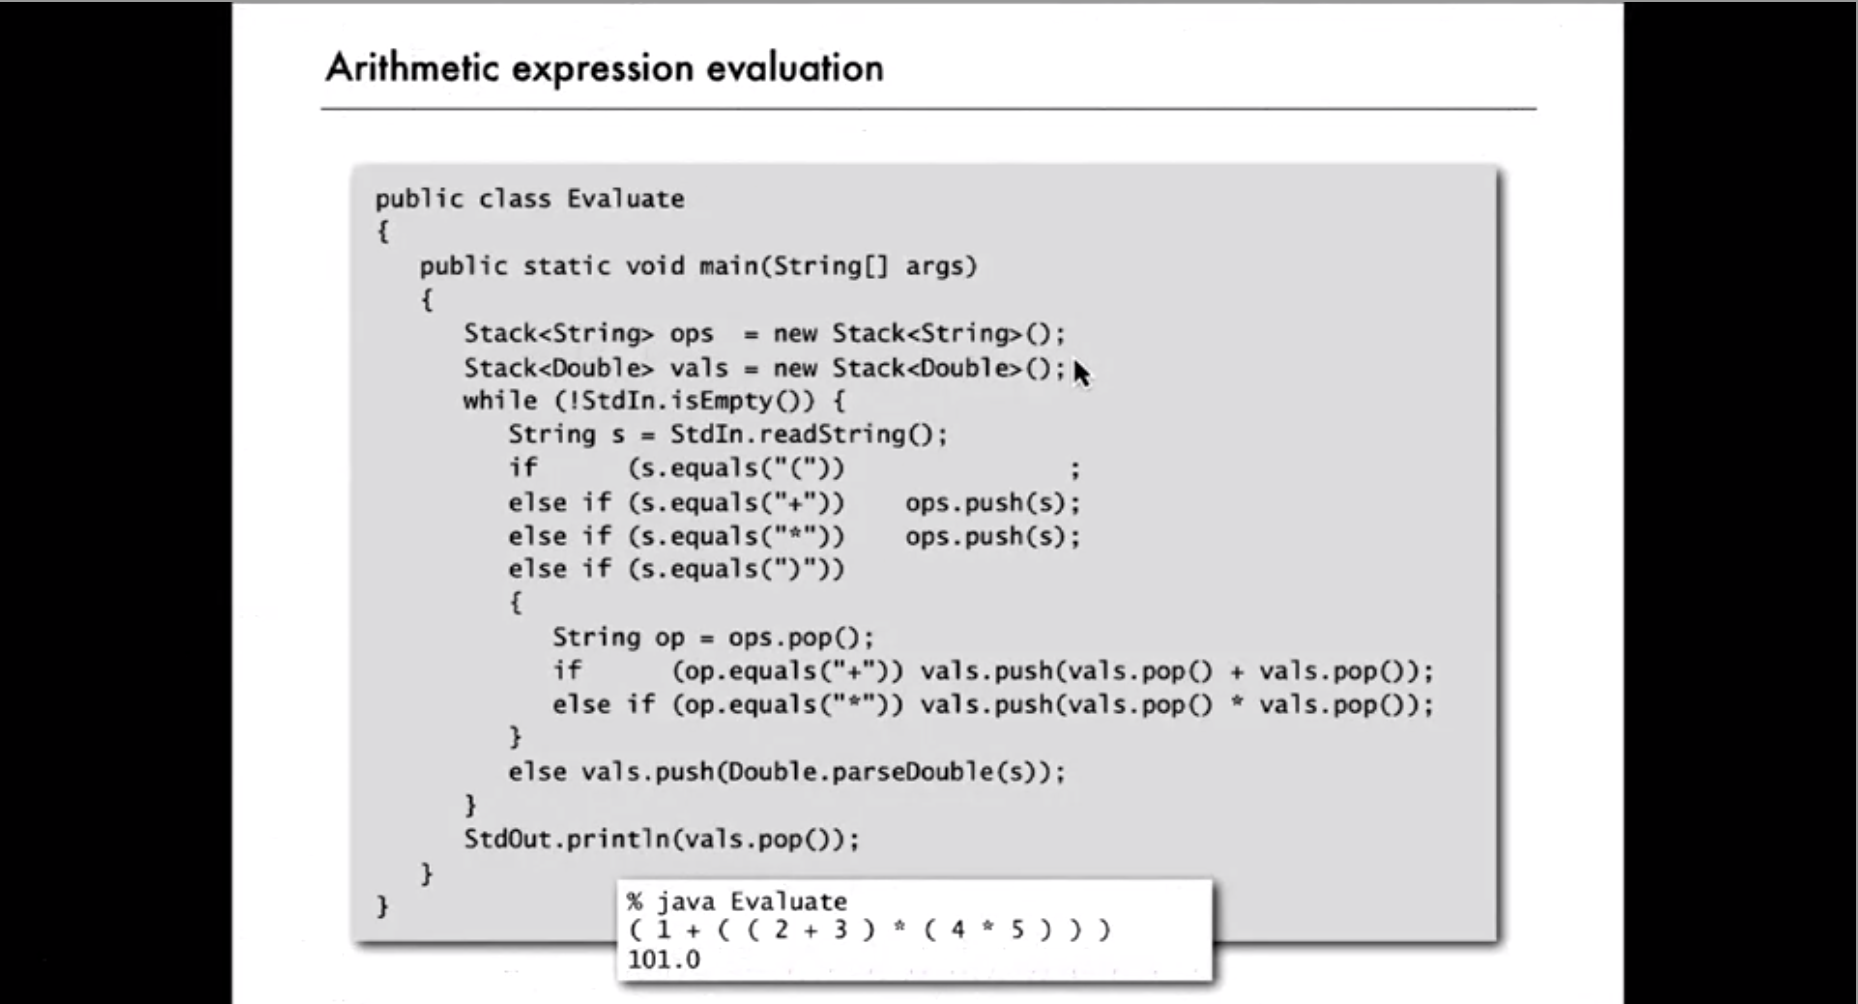 Arithmetic expression evaluation
public class Evaluate
{
   public static void main(String[] args)
   {
      Stack<String> ops  = new Stack<String>();
      Stack<Double> vals = new Stack<Double>();
      while (!StdIn.isEmpty()) {
         String s = StdIn.readString();
         if      (s.equals("("))               ;
         else if (s.equals("+"))    ops.push(s);
         else if (s.equals("*"))    ops.push(s);
         else if (s.equals(")"))
         {
            String op = ops.pop();
            if      (op.equals("+")) vals.push(vals.pop() + vals.pop());
            else if (op.equals("*")) vals.push(vals.pop() * vals.pop());
         }
         else vals.push(Double.parseDouble(s));
      }
      StdOut.println(vals.pop());
   }
}
% java Evaluate
( 1 + ( ( 2 + 3 ) * ( 4 * 5 ) ) )
101.0